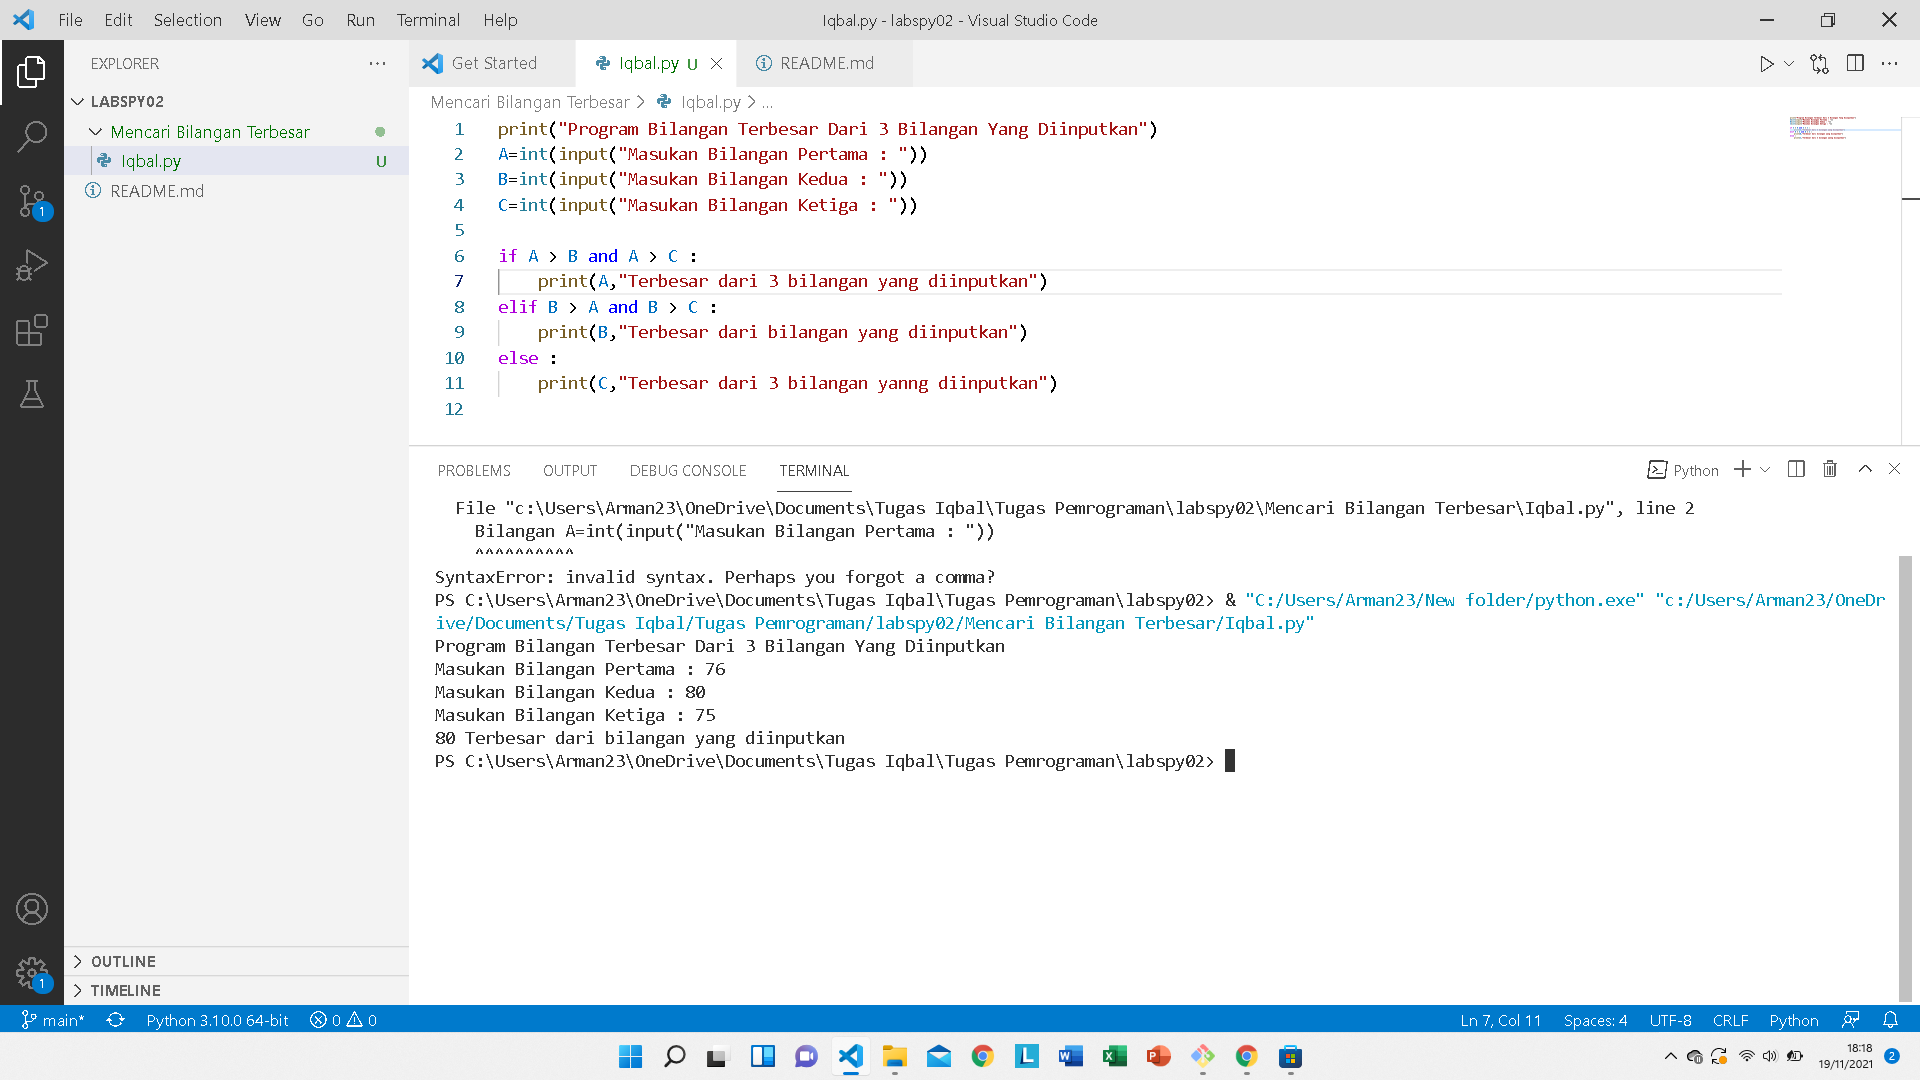 File Edit Selection View Go Run Terminal Help Iqbal.py - labspy02 - Visual Studio Code
EXPLORER
Get Started Iqbal.py U README.md
LABSPY02
Mencari Bilangan Terbesar
Iqbal.py U
README.md
Mencari Bilangan Terbesar > Iqbal.py > ...
1 print("Program Bilangan Terbesar Dari 3 Bilangan Yang Diinputkan")
2 A=int(input("Masukan Bilangan Pertama : "))
3 B=int(input("Masukan Bilangan Kedua : "))
4 C=int(input("Masukan Bilangan Ketiga : "))
5
6 if A > B and A > C :
7 print(A,"Terbesar dari 3 bilangan yang diinputkan")
8 elif B > A and B > C :
9 print(B,"Terbesar dari bilangan yang diinputkan")
10 else :
11 print(C,"Terbesar dari 3 bilangan yanng diinputkan")
12
PROBLEMS OUTPUT DEBUG CONSOLE TERMINAL Python
File "c:\Users\Arman23\OneDrive\Documents\Tugas Iqbal\Tugas Pemrograman\labspy02\Mencari Bilangan Terbesar\Iqbal.py", line 2
Bilangan A=int(input("Masukan Bilangan Pertama : "))
^^^^^^^^^^
SyntaxError: invalid syntax. Perhaps you forgot a comma?
PS C:\Users\Arman23\OneDrive\Documents\Tugas Iqbal\Tugas Pemrograman\labspy02> & "C:/Users/Arman23/New folder/python.exe" "c:/Users/Arman23/OneDr
ive/Documents/Tugas Iqbal/Tugas Pemrograman/labspy02/Mencari Bilangan Terbesar/Iqbal.py"
Program Bilangan Terbesar Dari 3 Bilangan Yang Diinputkan
Masukan Bilangan Pertama : 76
Masukan Bilangan Kedua : 80
Masukan Bilangan Ketiga : 75
80 Terbesar dari bilangan yang diinputkan
PS C:\Users\Arman23\OneDrive\Documents\Tugas Iqbal\Tugas Pemrograman\labspy02>
OUTLINE
TIMELINE
main* Python 3.10.0 64-bit 0 0 Ln 7, Col 11 Spaces: 4 UTF-8 CRLF Python
18:18
19/11/2021